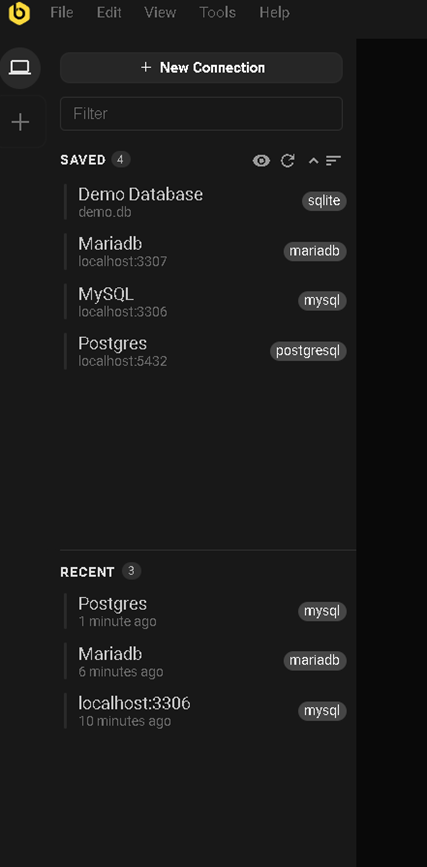 File Edit View Tools Help
+ New Connection
Filter
SAVED 4
Demo Database
demo.db
sqlite
Mariadb
localhost:3307
mariadb
MySQL
localhost:3306
mysql
Postgres
localhost:5432
postgresql
RECENT 3
Postgres
1 minute ago
mysql
Mariadb
6 minutes ago
mariadb
localhost:3306
10 minutes ago
mysql